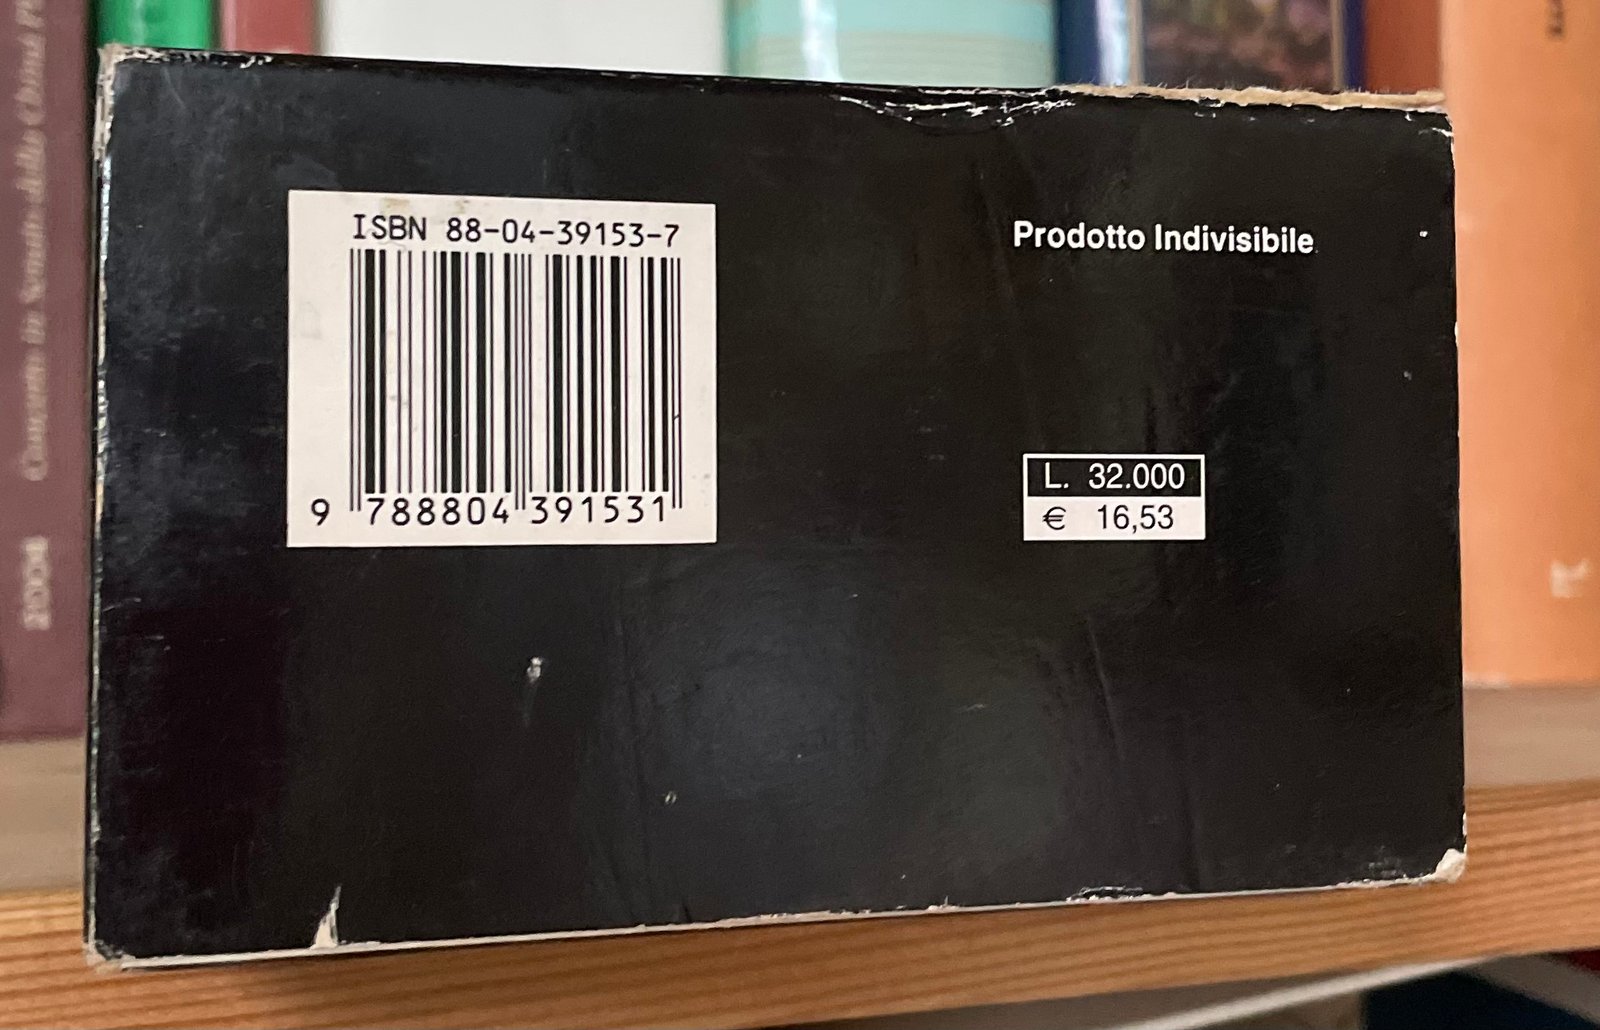 ISBN 88-04-39153-7
9 788804 391531
Prodotto Indivisibile
L. 32.000
€ 16,53